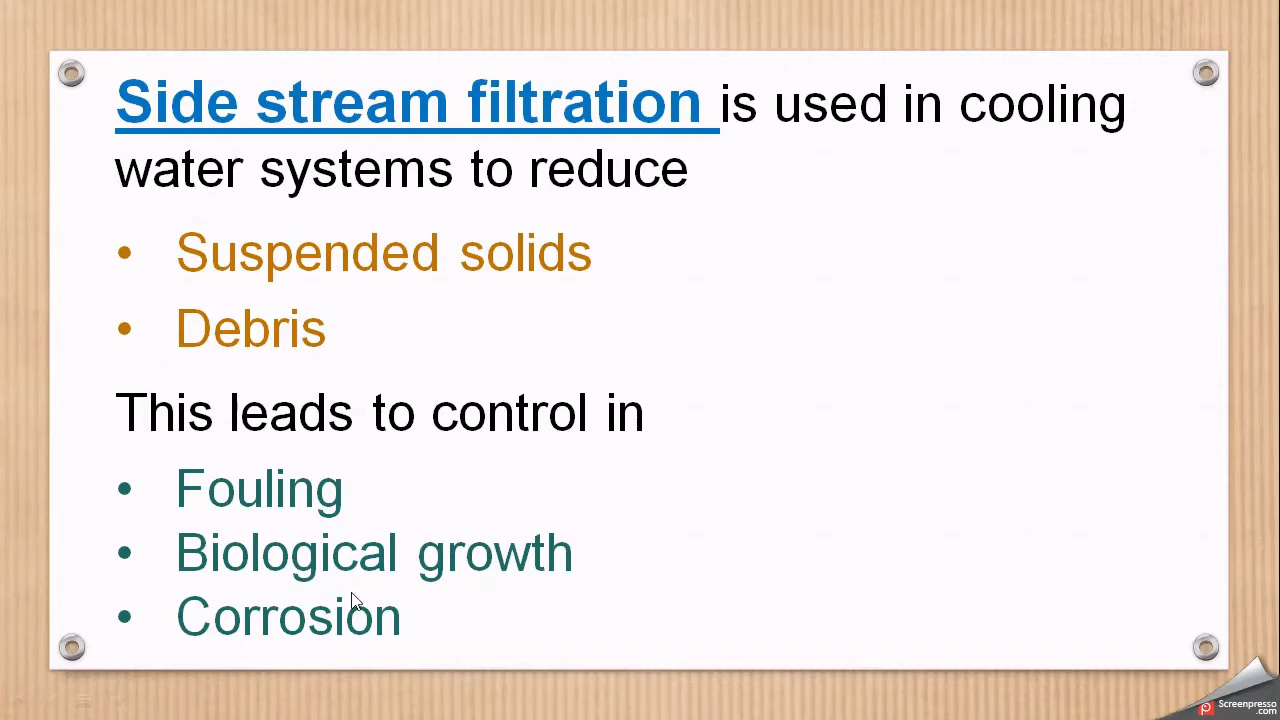 Side stream filtration is used in cooling
water systems to reduce
• Suspended solids
• Debris
This leads to control in
• Fouling
• Biological growth
• Corrosion
Screenpresso
.com